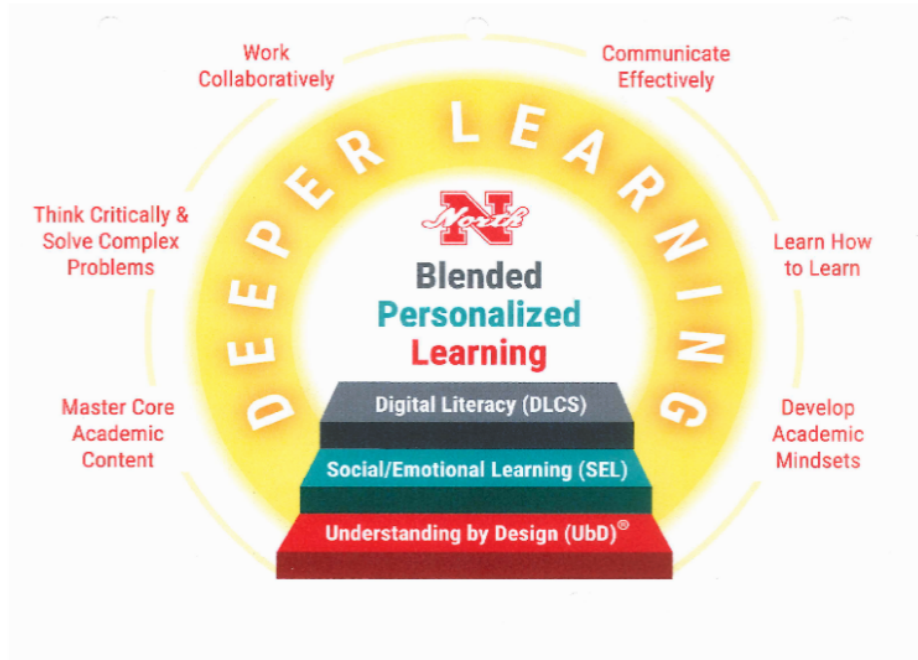 Work
Collaboratively
Communicate
Effectively
DEEPER LEARNING
Think Critically &
Solve Complex
Problems
N
North
Learn How
to Learn
Blended
Personalized
Learning
Master Core
Academic
Content
Develop
Academic
Mindsets
Digital Literacy (DLCS)
Social/Emotional Learning (SEL)
Understanding by Design (UbD)®